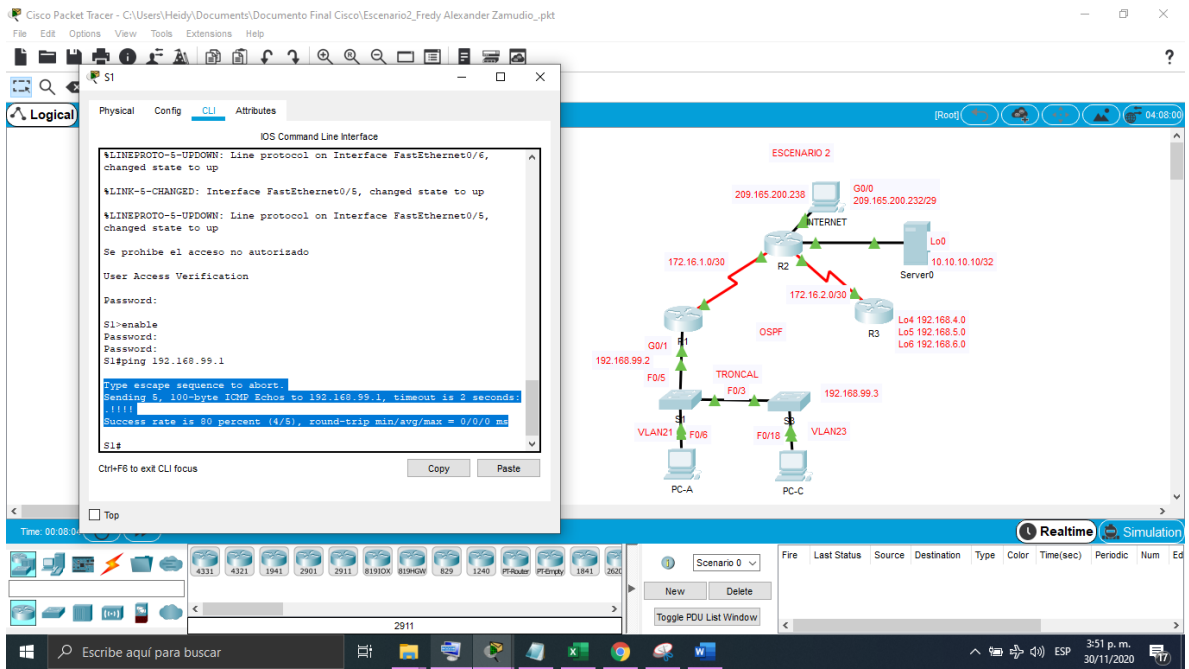 Cisco Packet Tracer - C:\Users\Heidy\Documents\Documento Final Cisco\Escenario2_Fredy Alexander Zamudio_.pkt
File Edit Options View Tools Extensions Help
?
S1
Logical
[Root]
04:08:00
Physical Config CLI Attributes
IOS Command Line Interface
%LINEPROTO-5-UPDOWN: Line protocol on Interface FastEthernet0/6,
changed state to up
%LINK-5-CHANGED: Interface FastEthernet0/5, changed state to up
%LINEPROTO-5-UPDOWN: Line protocol on Interface FastEthernet0/5,
changed state to up
Se prohibe el acceso no autorizado
User Access Verification
Password:
S1>enable
Password:
Password:
S1#ping 192.168.99.1
Type escape sequence to abort.
Sending 5, 100-byte ICMP Echos to 192.168.99.1, timeout is 2 seconds:
.!!!!
Success rate is 80 percent (4/5), round-trip min/avg/max = 0/0/0 ms
S1#
Ctrl+F6 to exit CLI focus
Copy
Paste
Top
ESCENARIO 2
209.165.200.238
G0/0
209.165.200.232/29
INTERNET
R2
Lo0
10.10.10.10/32
Server0
172.16.1.0/30
172.16.2.0/30
R3
Lo4 192.168.4.0
Lo5 192.168.5.0
Lo6 192.168.6.0
OSPF
G0/1
R1
192.168.99.2
F0/5
TRONCAL
F0/3
192.168.99.3
S1
S3
VLAN21
F0/6
F0/18
VLAN23
PC-A
PC-C
Time: 00:08:04
Realtime
Simulation
4331 4321 1941 2901 2911 819IOX 819HGW 829 1240 PT-Router PT-Empty 1841 2620
2911
Scenario 0
New
Delete
Toggle PDU List Window
Fire Last Status Source Destination Type Color Time(sec) Periodic Num Ed
Escribe aquí para buscar
ESP
3:51 p. m.
30/11/2020
17